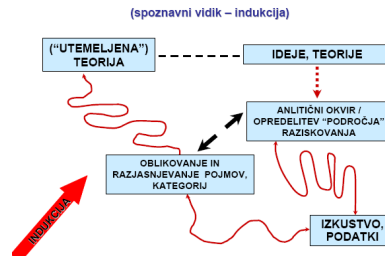 (spoznavni vidik – indukcija)
("UTEMELJENA")
TEORIJA
IDEJE, TEORIJE
ANLITIČNI OKVIR /
OPREDELITEV "PODROČJA"
RAZISKOVANJA
OBLIKOVANJE IN
RAZJASNJEVANJE POJMOV,
KATEGORIJ
IZKUSTVO,
PODATKI
INDUKCIJA